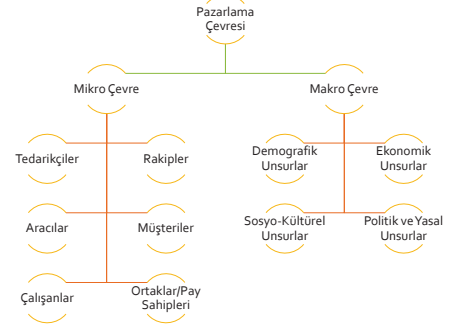 Pazarlama
Çevresi
Mikro Çevre
Makro Çevre
Tedarikçiler
Rakipler
Demografik
Unsurlar
Ekonomik
Unsurlar
Aracılar
Müşteriler
Sosyo-Kültürel
Unsurlar
Politik ve Yasal
Unsurlar
Çalışanlar
Ortaklar/Pay
Sahipleri